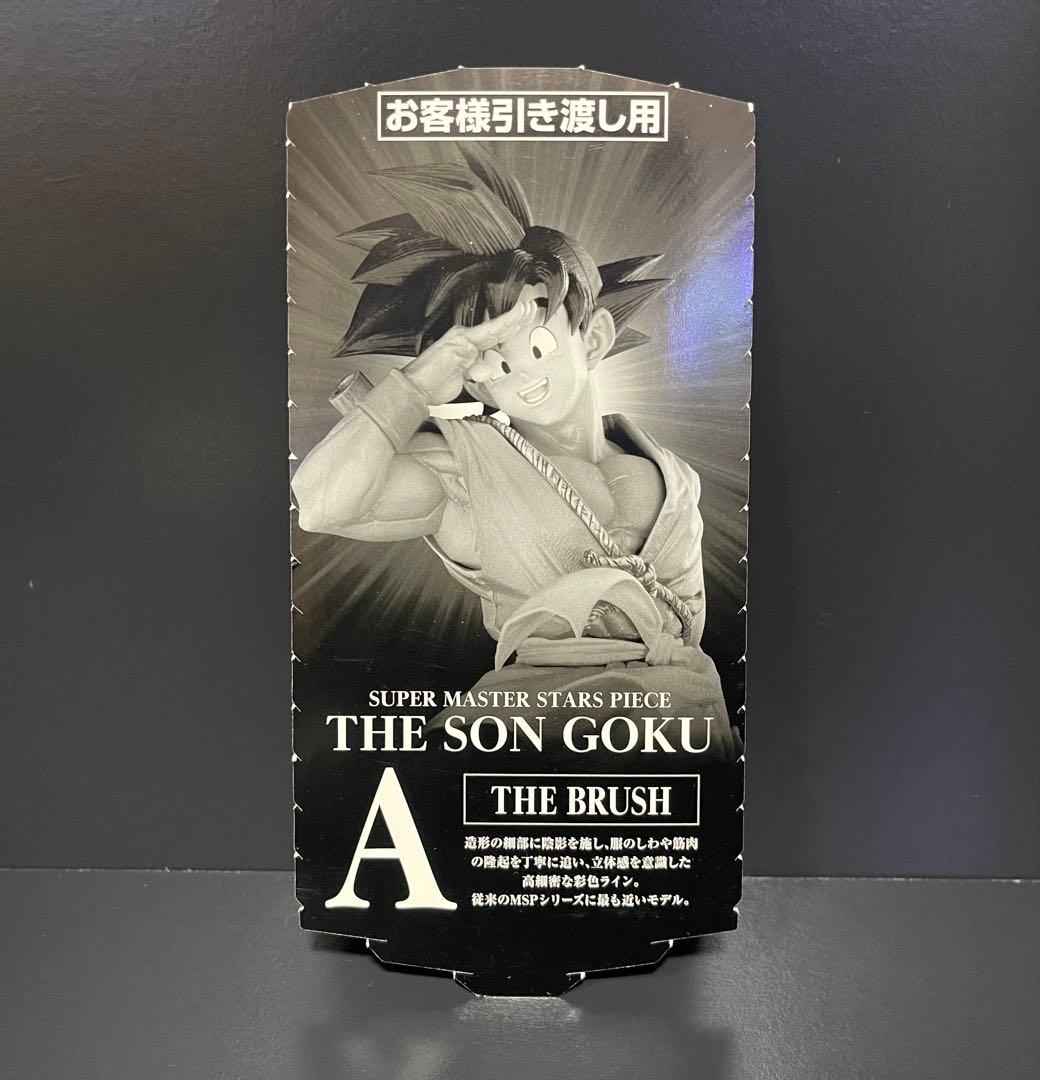 お客様引き渡し用
SUPER MASTER STARS PIECE
THE SON GOKU
A
THE BRUSH
造形の細部に陰影を施し、服のしわや筋肉
の隆起を丁寧に追い、立体感を意識した
高細密な彩色ライン。
従来のMSPシリーズに最も近いモデル。